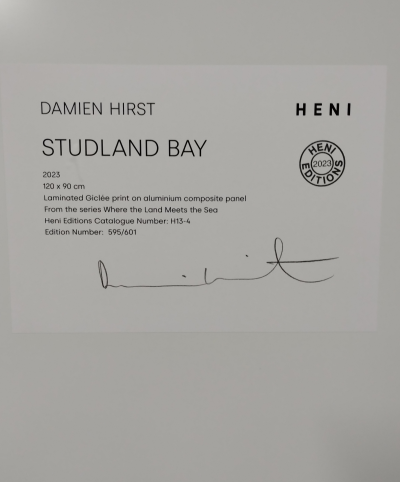 DAMIEN HIRST
HENI
STUDLAND BAY
HENI
2023
EDITIONS
2023
120 x 90 cm
Laminated Giclée print on aluminium composite panel
From the series Where the Land Meets the Sea
Heni Editions Catalogue Number: H13-4
Edition Number: 595/601